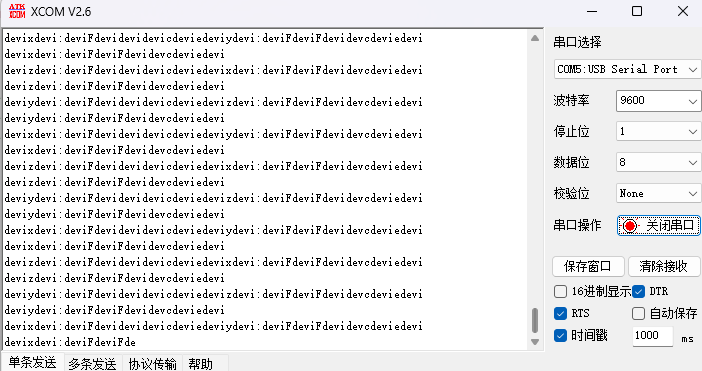 ATK
XCOM
XCOM V2.6
devixdevi:deviFdevidevidevicdeviedeviydevi:deviFdeviFdevidevcdeviedevi
devixdevi:deviFdeviFdevidevcdeviedevi
devizdevi:deviFdevidevidevicdeviedevixdevi:deviFdeviFdevidevcdeviedevi
devizdevi:deviFdeviFdevidevcdeviedevi
deviydevi:deviFdevidevidevicdeviedevizdevi:deviFdeviFdevidevcdeviedevi
deviydevi:deviFdeviFdevidevcdeviedevi
devixdevi:deviFdevidevidevicdeviedeviydevi:deviFdeviFdevidevcdeviedevi
devixdevi:deviFdeviFdevidevcdeviedevi
devizdevi:deviFdevidevidevicdeviedevixdevi:deviFdeviFdevidevcdeviedevi
devizdevi:deviFdeviFdevidevcdeviedevi
deviydevi:deviFdevidevidevicdeviedevizdevi:deviFdeviFdevidevcdeviedevi
deviydevi:deviFdeviFdevidevcdeviedevi
devixdevi:deviFdevidevidevicdeviedeviydevi:deviFdeviFdevidevcdeviedevi
devixdevi:deviFdeviFdevidevcdeviedevi
devizdevi:deviFdevidevidevicdeviedevixdevi:deviFdeviFdevidevcdeviedevi
devizdevi:deviFdeviFdevidevcdeviedevi
deviydevi:deviFdevidevidevicdeviedevizdevi:deviFdeviFdevidevcdeviedevi
deviydevi:deviFdeviFdevidevcdeviedevi
devixdevi:deviFdevidevidevicdeviedeviydevi:deviFdeviFdevidevcdeviedevi
devixdevi:deviFdeviFde
串口选择
COM5:USB Serial Port
波特率 9600
停止位 1
数据位 8
校验位 None
串口操作 关闭串口
保存窗口 清除接收
16进制显示 DTR
RTS 自动保存
时间戳 1000 ms
单条发送 多条发送 协议传输 帮助